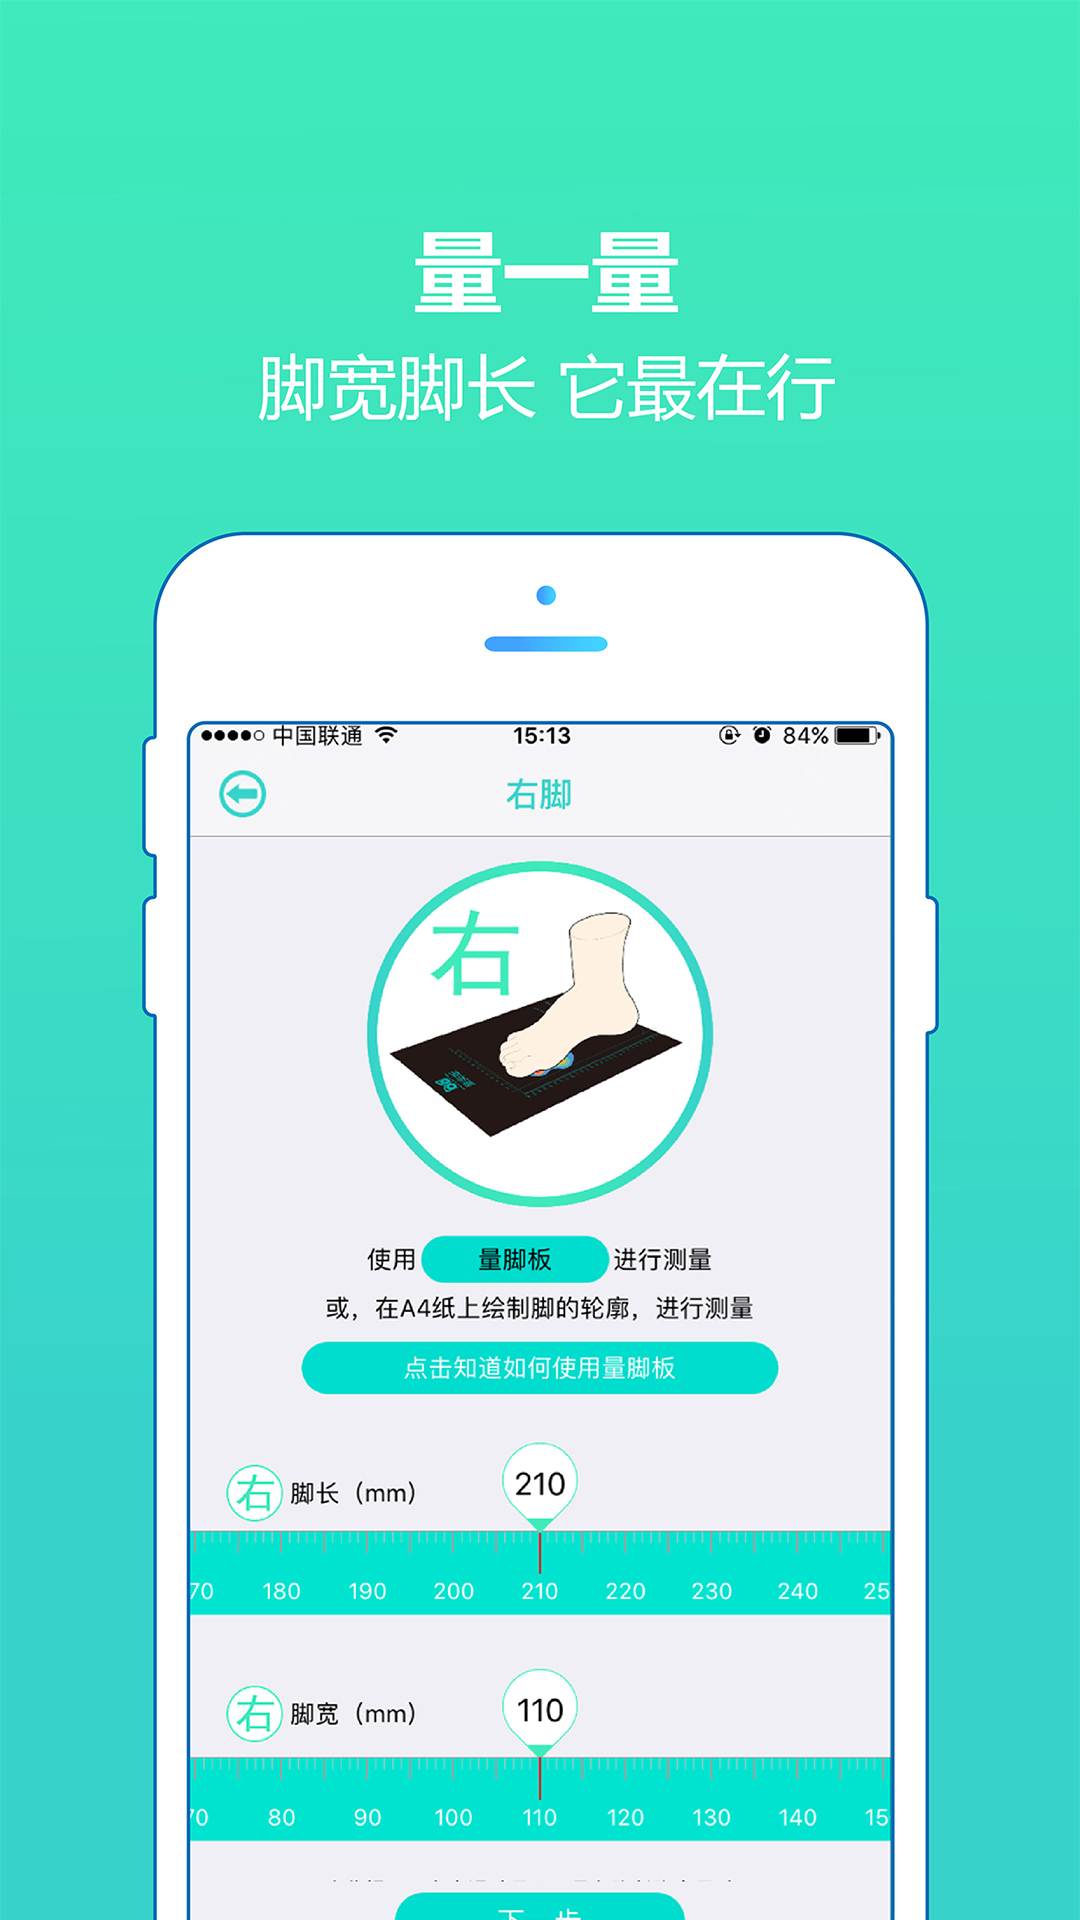 量一量
脚宽脚长 它最在行
中国联通 15:13 84%
右脚
右
使用 量脚板 进行测量
或，在A4纸上绘制脚的轮廓，进行测量
点击知道如何使用量脚板
右 脚长（mm） 210
70 180 190 200 210 220 230 240 25
右 脚宽（mm） 110
70 80 90 100 110 120 130 140 15
下一步